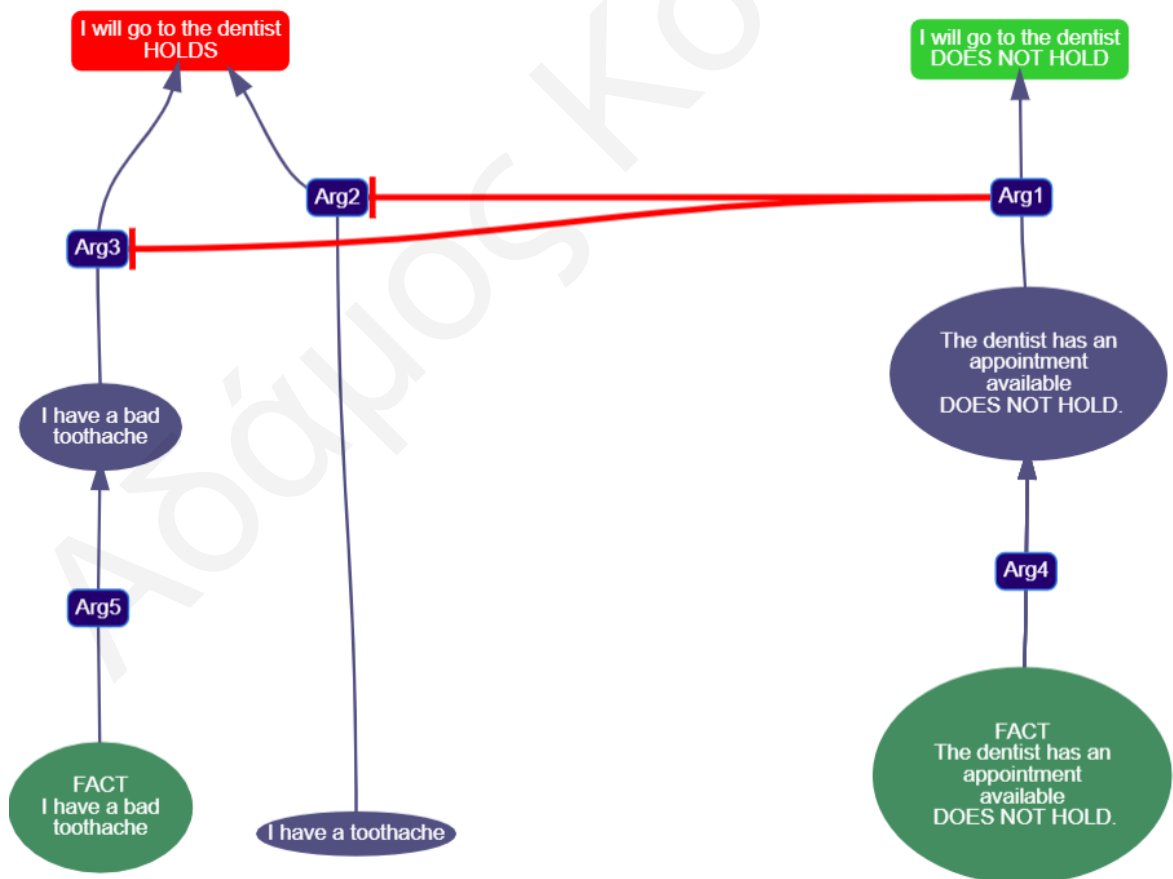 I will go to the dentist
HOLDS
I will go to the dentist
DOES NOT HOLD
Arg2
Arg1
Arg3
The dentist has an
appointment
available
DOES NOT HOLD.
I have a bad
toothache
Arg4
Arg5
FACT
The dentist has an
appointment
available
DOES NOT HOLD.
FACT
I have a bad
toothache
I have a toothache
Αδάμος Κο